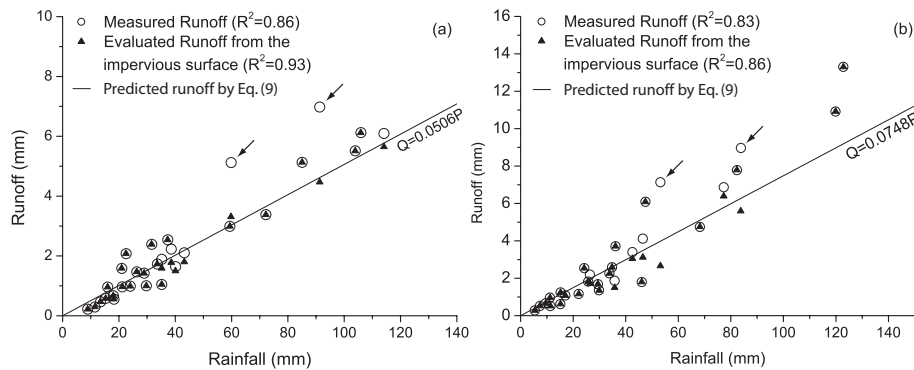 10
8
6
4
2
0
Runoff (mm)
Measured Runoff (R²=0.86)
(a)
Evaluated Runoff from the
impervious surface (R²=0.93)
Predicted runoff by Eq. (9)
Q=0.0506P
0 20 40 60 80 100 120 140
Rainfall (mm)
16
14
12
10
8
6
4
2
0
Runoff (mm)
Measured Runoff (R²=0.83)
(b)
Evaluated Runoff from the
impervious surface (R²=0.86)
Predicted runoff by Eq. (9)
Q=0.0748P
0 20 40 60 80 100 120 140
Rainfall (mm)